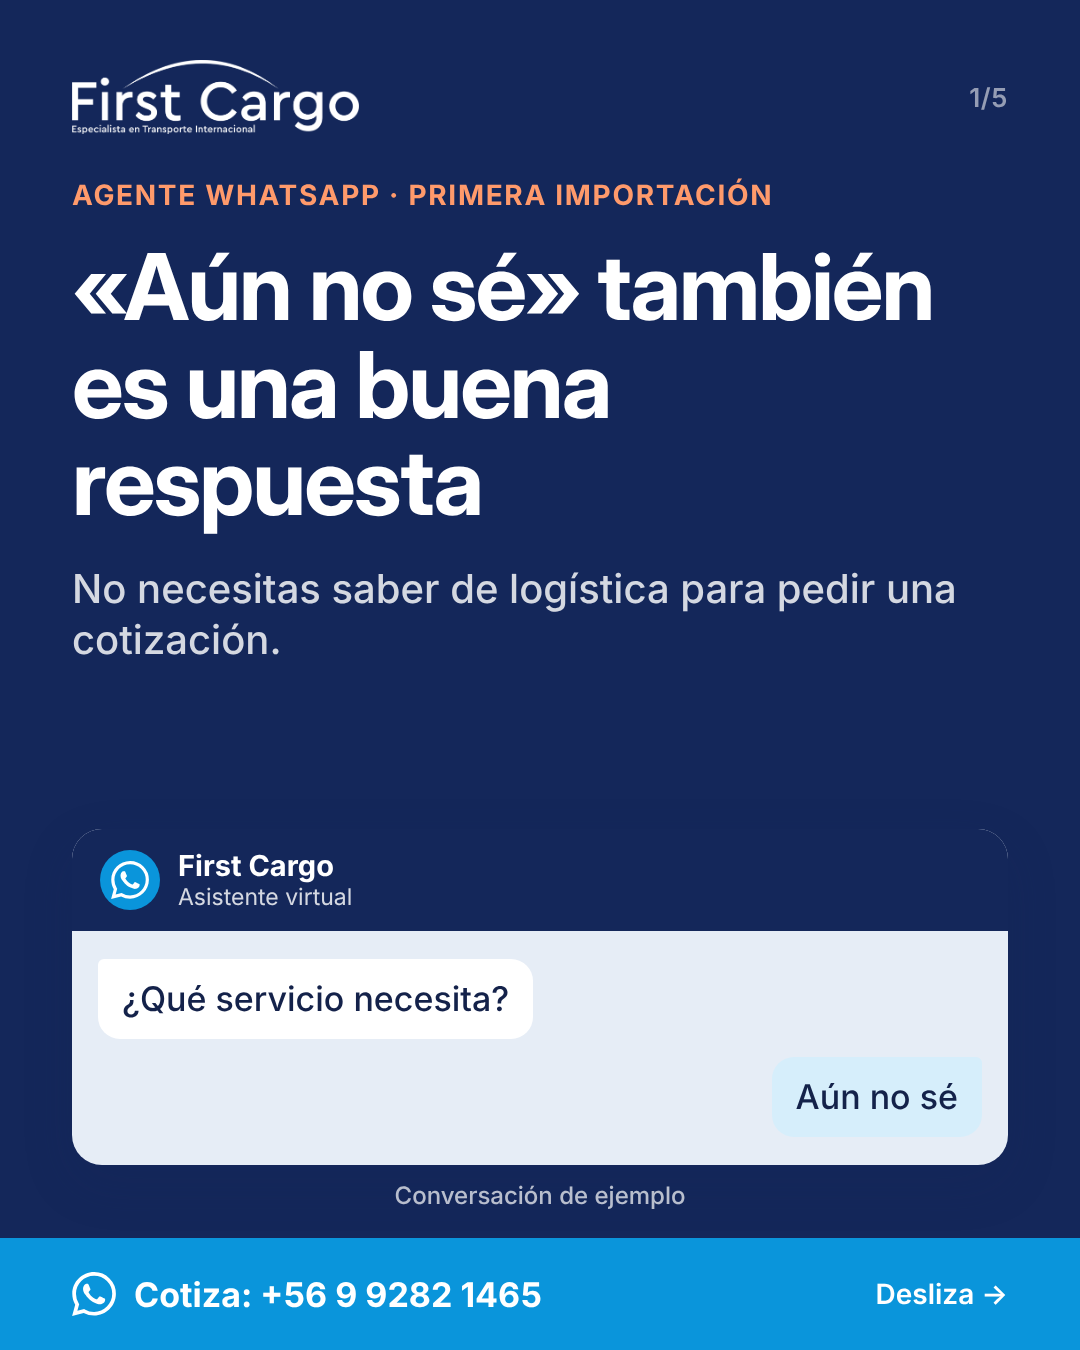 First Cargo
Especialista en Transporte Internacional
1/5
AGENTE WHATSAPP · PRIMERA IMPORTACIÓN
«Aún no sé» también
es una buena
respuesta
No necesitas saber de logística para pedir una
cotización.
First Cargo
Asistente virtual
¿Qué servicio necesita?
Aún no sé
Conversación de ejemplo
Cotiza: +56 9 9282 1465
Desliza →